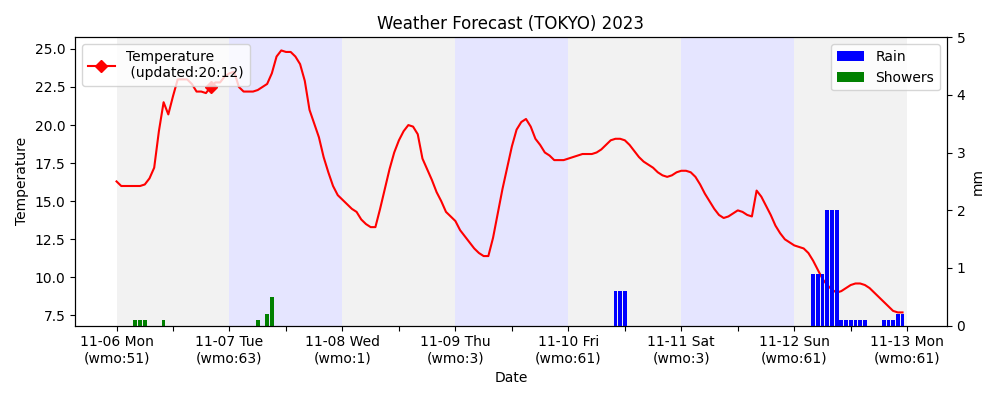 Weather Forecast (TOKYO) 2023
Temperature
(updated:20:12)
Rain
Showers
Temperature
25.0
22.5
20.0
17.5
15.0
12.5
10.0
7.5
5
4
3
2
1
0
mm
11-06 Mon
(wmo:51)
11-07 Tue
(wmo:63)
11-08 Wed
(wmo:1)
11-09 Thu
(wmo:3)
11-10 Fri
(wmo:61)
11-11 Sat
(wmo:3)
11-12 Sun
(wmo:61)
11-13 Mon
(wmo:61)
Date